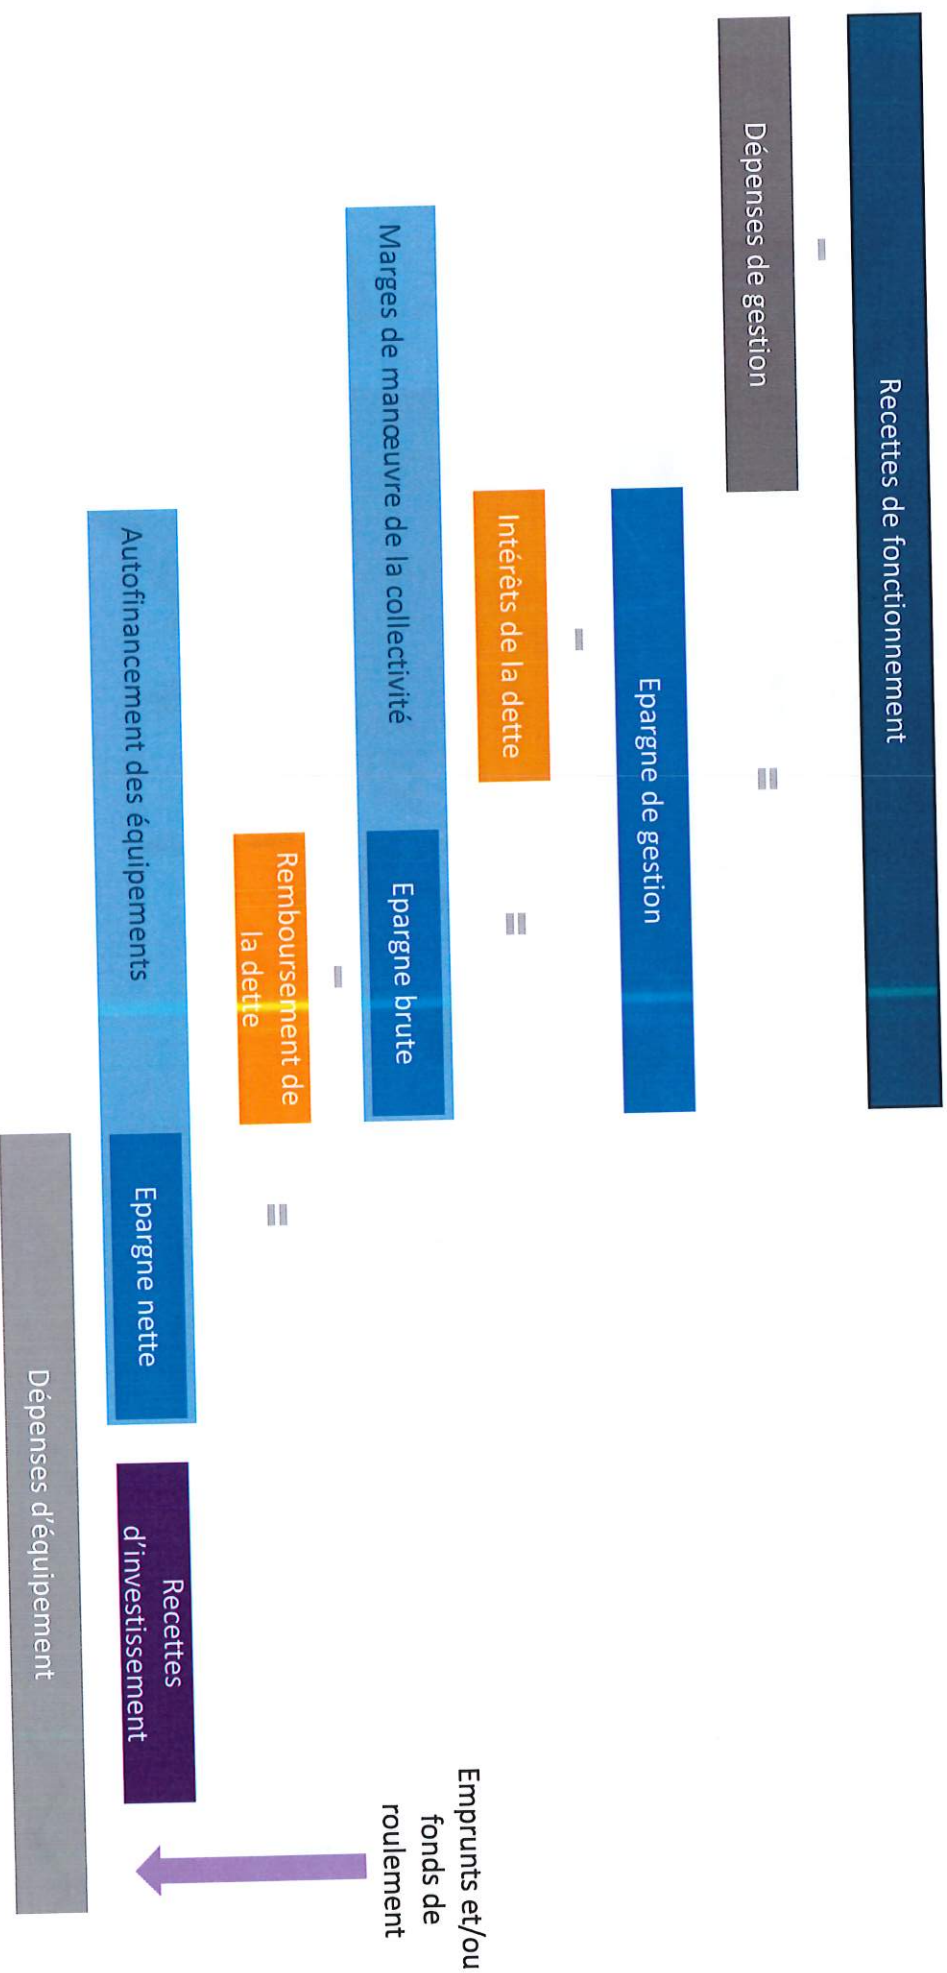 Recettes de fonctionnement
-
Dépenses de gestion
=
Epargne de gestion
-
Intérêts de la dette
=
Marges de manœuvre de la collectivité
Epargne brute
-
Remboursement de
la dette
=
Autofinancement des équipements
Epargne nette
Recettes
d'investissement
Emprunts et/ou
fonds de
roulement
Dépenses d'équipement